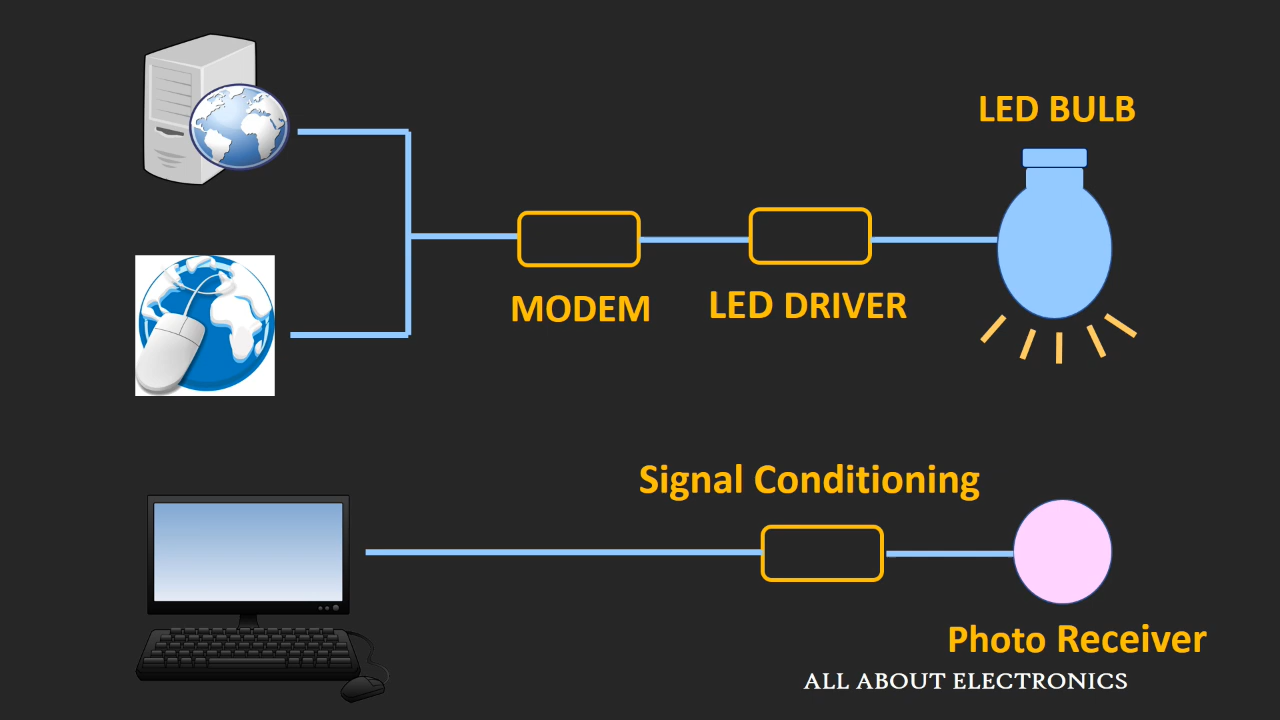 LED BULB
MODEM
LED DRIVER
Signal Conditioning
Photo Receiver
ALL ABOUT ELECTRONICS